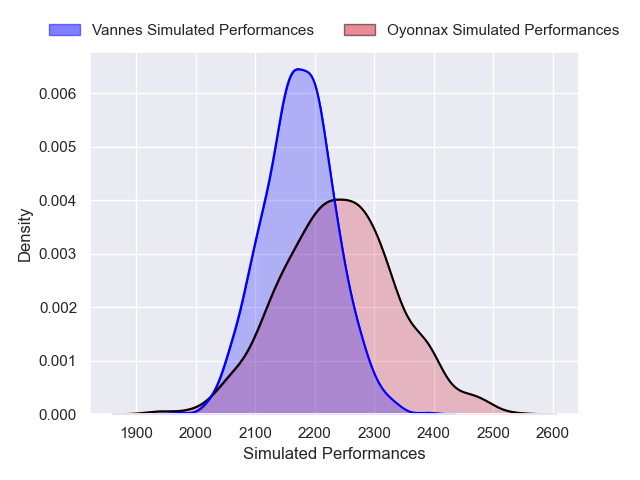 Vannes Simulated Performances Oyonnax Simulated Performances
0.006
0.005
0.004
0.003
0.002
0.001
0.000
Density
1900 2000 2100 2200 2300 2400 2500 2600
Simulated Performances